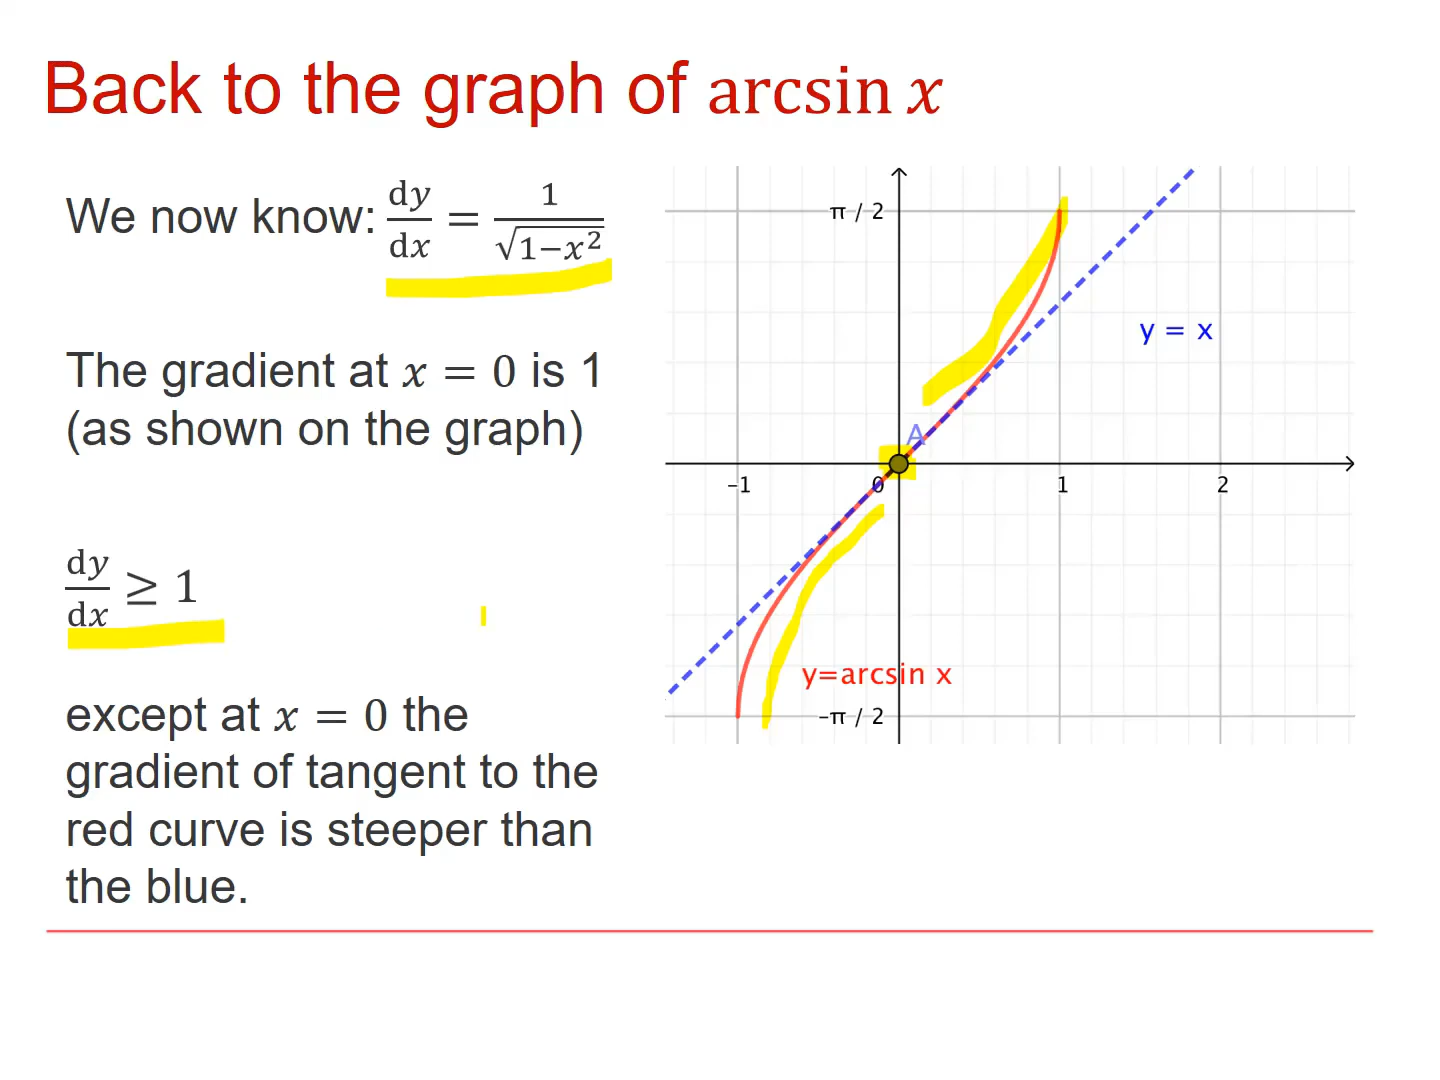 Back to the graph of arcsin x
We now know: dy/dx = 1/√(1−x²)
The gradient at x = 0 is 1
(as shown on the graph)
dy/dx ≥ 1
except at x = 0 the
gradient of tangent to the
red curve is steeper than
the blue.
π / 2
y = x
A
−1 0 1 2
y=arcsin x
−π / 2